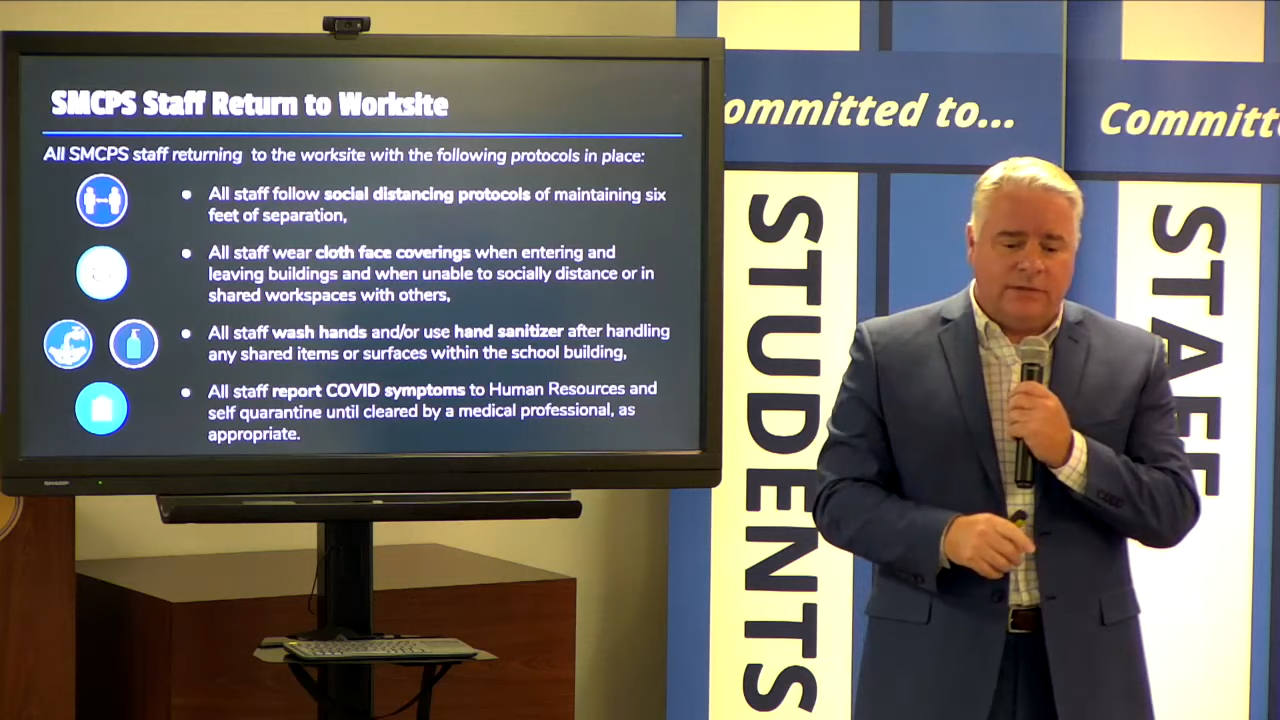 SMCPS Staff Return to Worksite
All SMCPS staff returning to the worksite with the following protocols in place:
● All staff follow social distancing protocols of maintaining six
feet of separation,
● All staff wear cloth face coverings when entering and
leaving buildings and when unable to socially distance or in
shared workspaces with others,
● All staff wash hands and/or use hand sanitizer after handling
any shared items or surfaces within the school building,
● All staff report COVID symptoms to Human Resources and
self quarantine until cleared by a medical professional, as
appropriate.
SHARP
ommitted to...
STUDENTS
Committ
STAFF